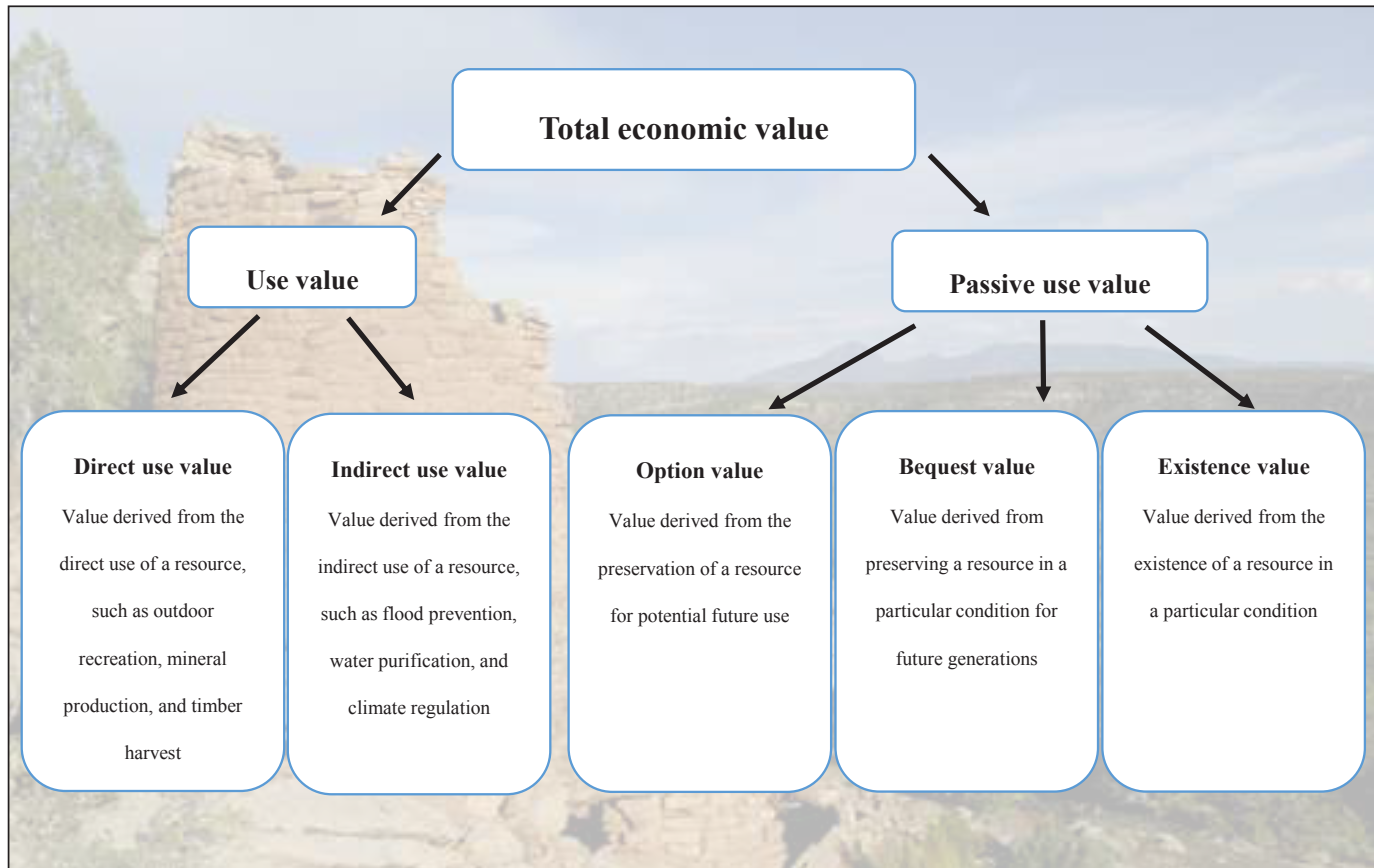 Total economic value
Use value
Passive use value
Direct use value
Value derived from the
direct use of a resource,
such as outdoor
recreation, mineral
production, and timber
harvest
Indirect use value
Value derived from the
indirect use of a resource,
such as flood prevention,
water purification, and
climate regulation
Option value
Value derived from the
preservation of a resource
for potential future use
Bequest value
Value derived from
preserving a resource in a
particular condition for
future generations
Existence value
Value derived from the
existence of a resource in
a particular condition